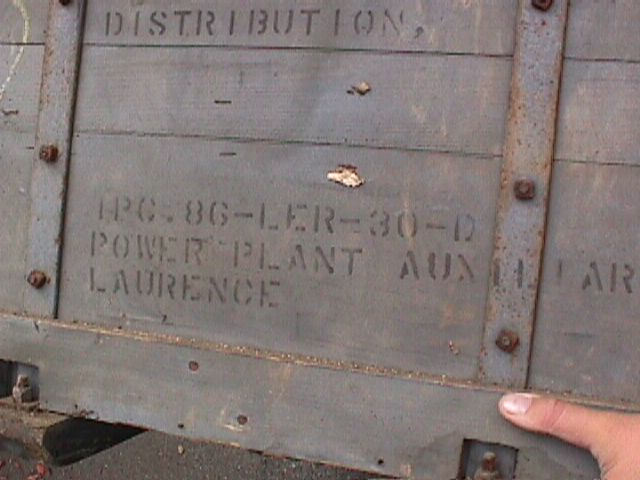 DISTRIBUTION,
IPC.86-LER-30-D
POWER PLANT AUXILIAR
LAURENCE